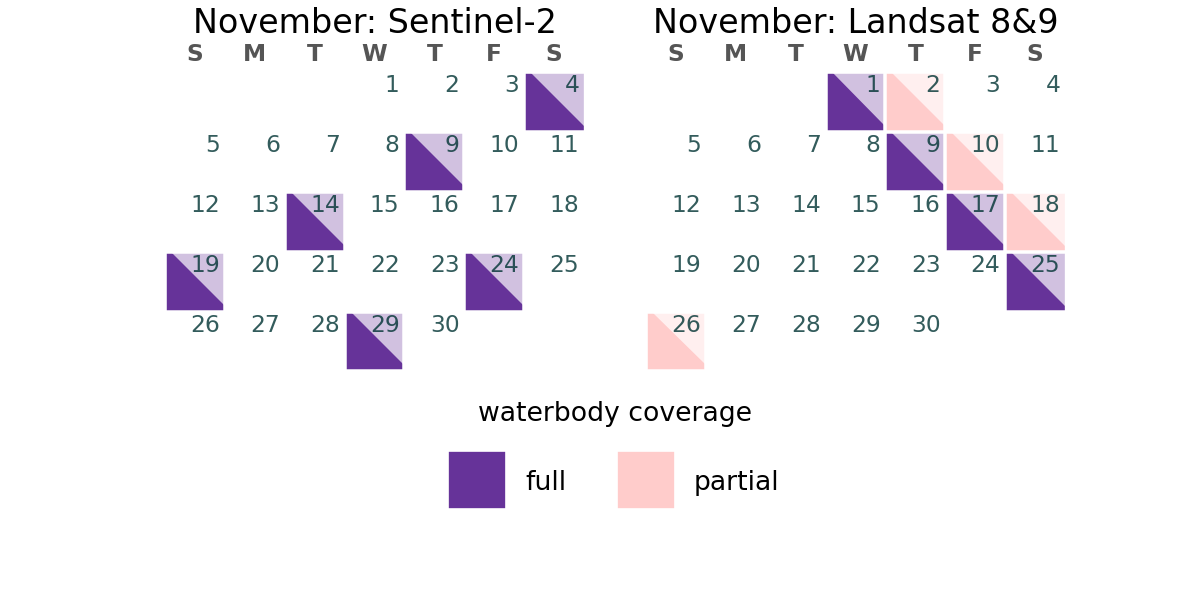 November: Sentinel-2
S M T W T F S
1 2 3 4
5 6 7 8 9 10 11
12 13 14 15 16 17 18
19 20 21 22 23 24 25
26 27 28 29 30
November: Landsat 8&9
S M T W T F S
1 2 3 4
5 6 7 8 9 10 11
12 13 14 15 16 17 18
19 20 21 22 23 24 25
26 27 28 29 30
waterbody coverage
full partial